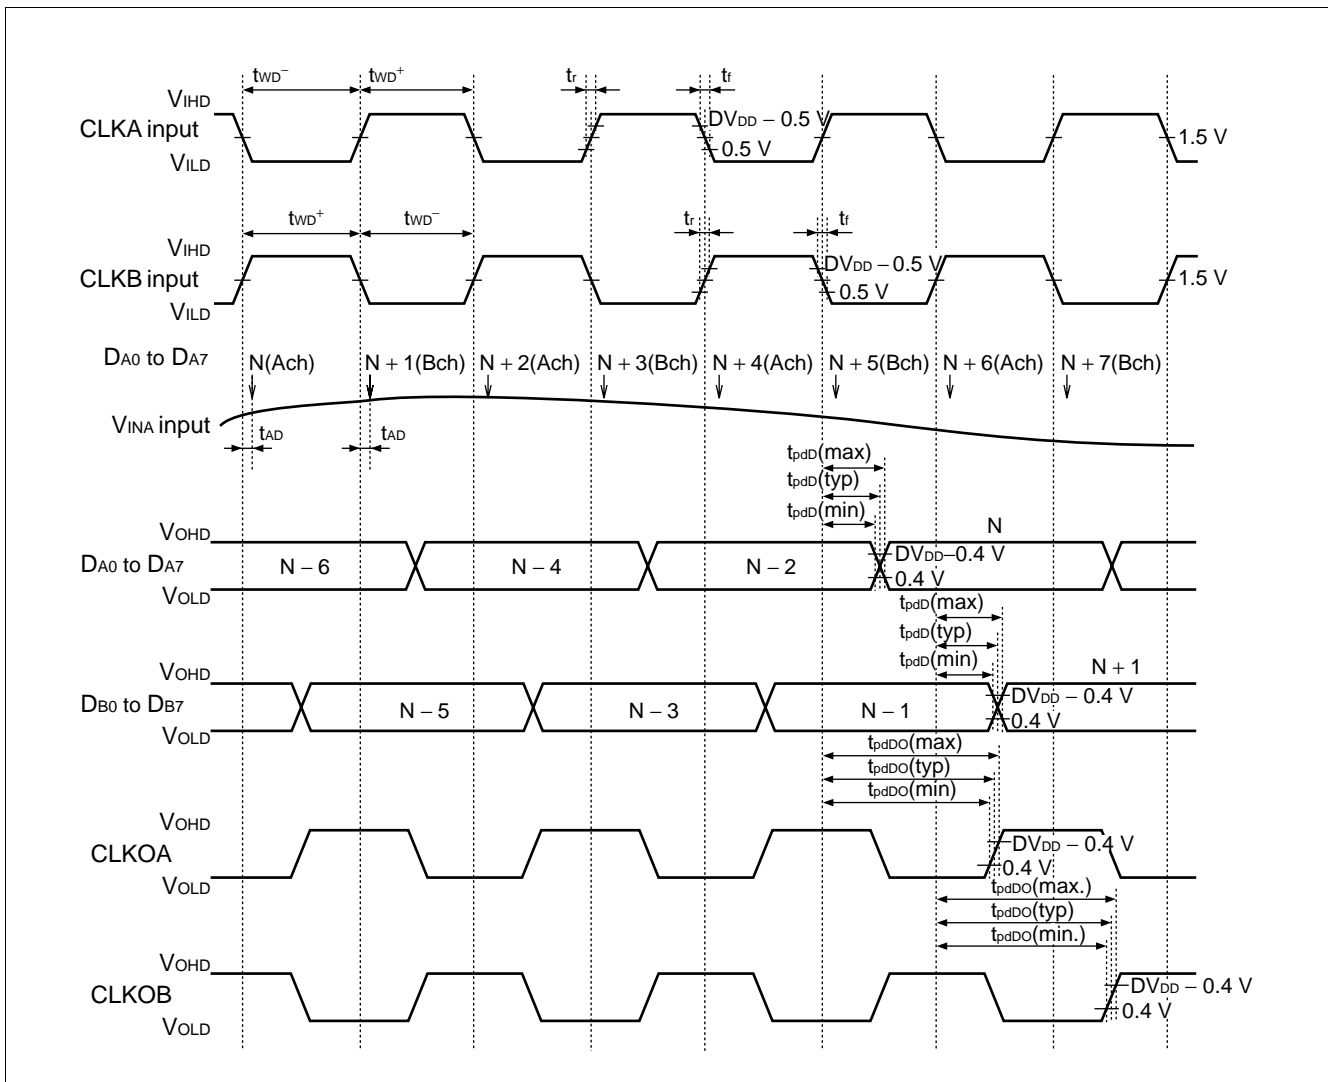 tWD− tWD+ tr tf
VIHD
CLKA input
VILD
DVDD − 0.5 V
0.5 V
1.5 V
tWD+ tWD− tr tf
VIHD
CLKB input
VILD
DVDD − 0.5 V
0.5 V
1.5 V
DA0 to DA7
N(Ach) N + 1(Bch) N + 2(Ach) N + 3(Bch) N + 4(Ach) N + 5(Bch) N + 6(Ach) N + 7(Bch)
VINA input
tAD tAD
tpdD(max)
tpdD(typ)
tpdD(min)
VOHD
DA0 to DA7
VOLD
N − 6 N − 4 N − 2 N
DVDD−0.4 V
0.4 V
tpdD(max)
tpdD(typ)
tpdD(min)
VOHD
DB0 to DB7
VOLD
N − 5 N − 3 N − 1 N + 1
DVDD − 0.4 V
0.4 V
tpdDO(max)
tpdDO(typ)
tpdDO(min)
VOHD
CLKOA
VOLD
DVDD − 0.4 V
0.4 V
tpdDO(max.)
tpdDO(typ)
tpdDO(min.)
VOHD
CLKOB
VOLD
DVDD − 0.4 V
0.4 V